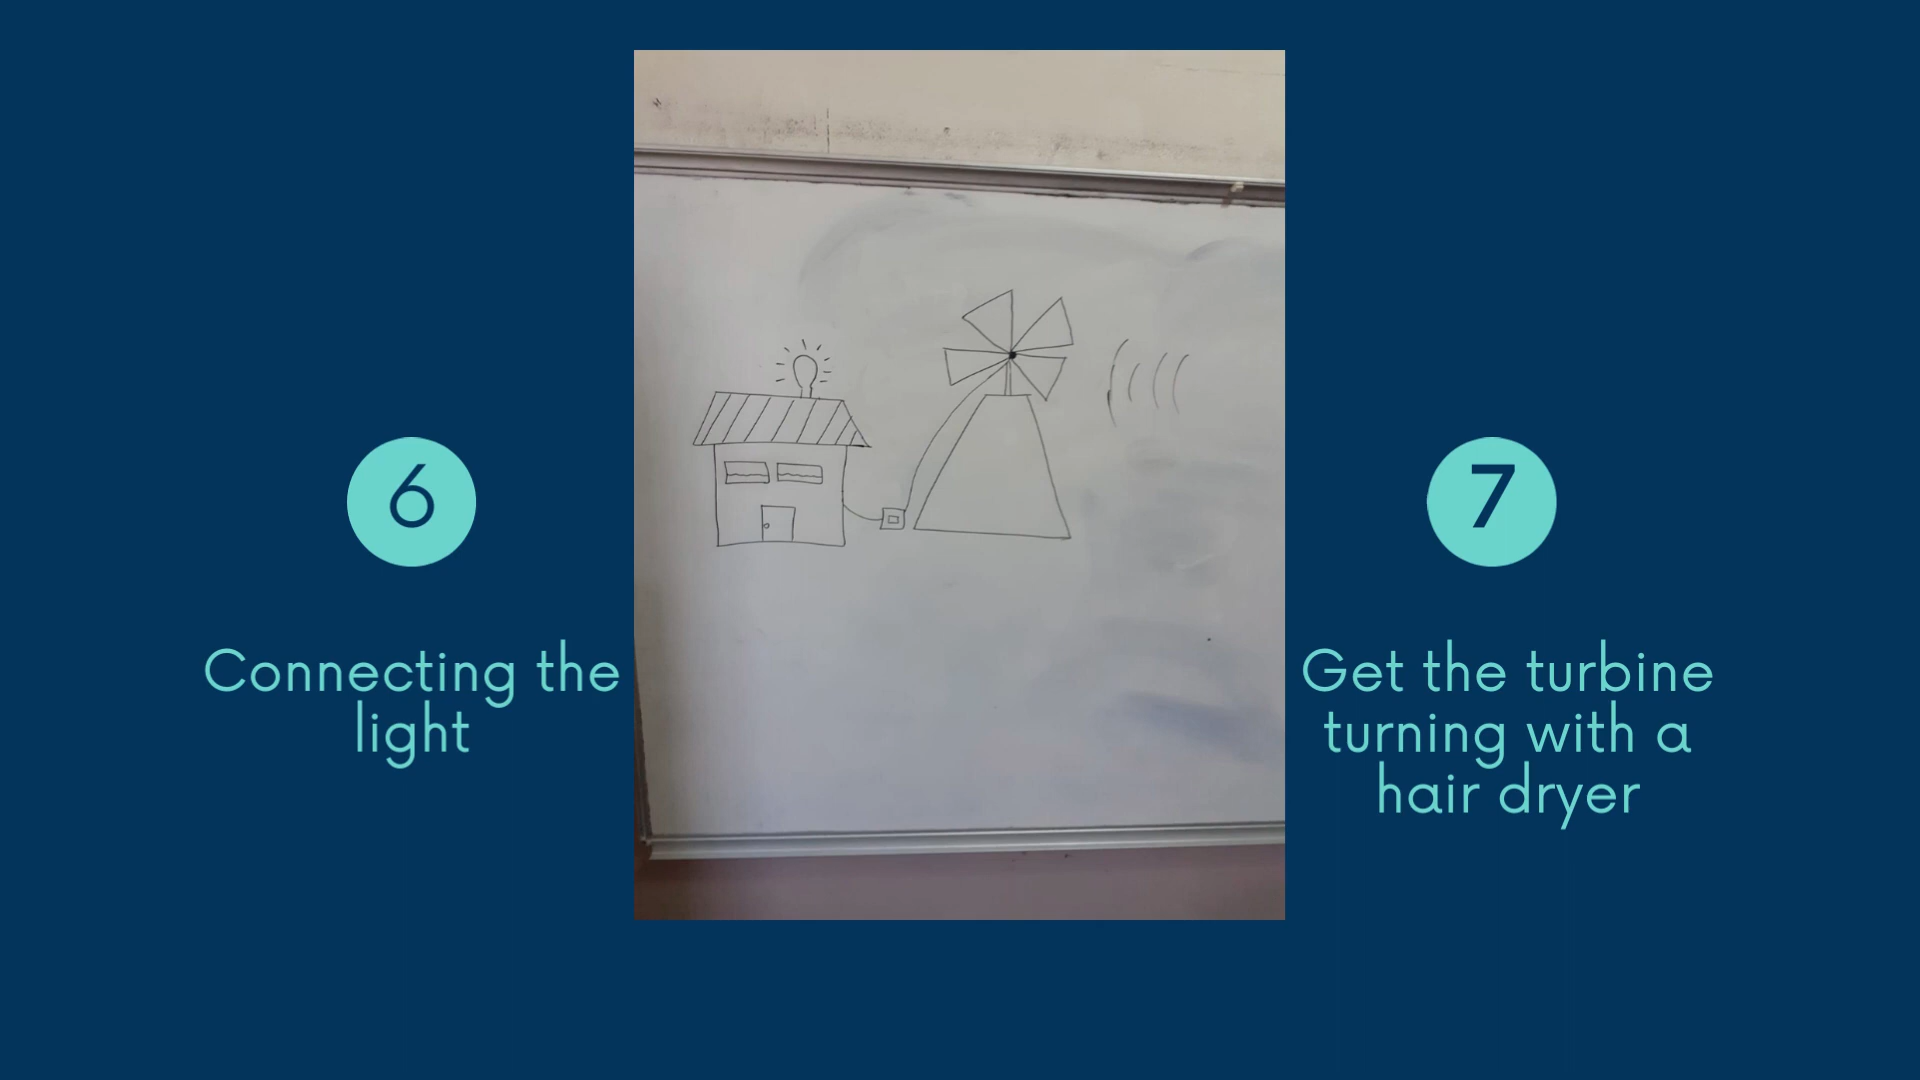 6
Connecting the
light
7
Get the turbine
turning with a
hair dryer